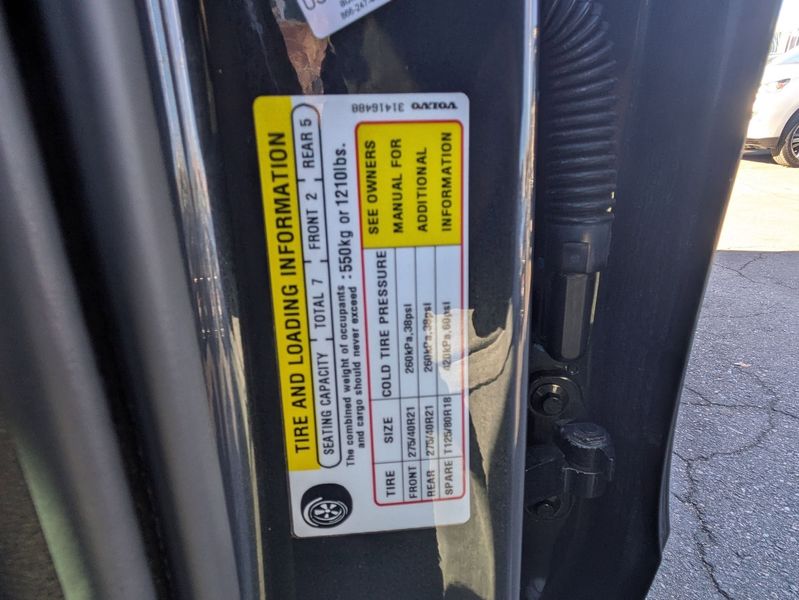 TIRE AND LOADING INFORMATION
SEATING CAPACITY TOTAL 7 FRONT 2 REAR 5
The combined weight of occupants
and cargo should never exceed : 550kg or 1210lbs.
TIRE SIZE COLD TIRE PRESSURE
FRONT 275/40R21 260kPa,38psi
REAR 275/40R21 260kPa,38psi
SPARE T125/80R18 420kPa,60psi
SEE OWNERS
MANUAL FOR
ADDITIONAL
INFORMATION
VOLVO 31416488